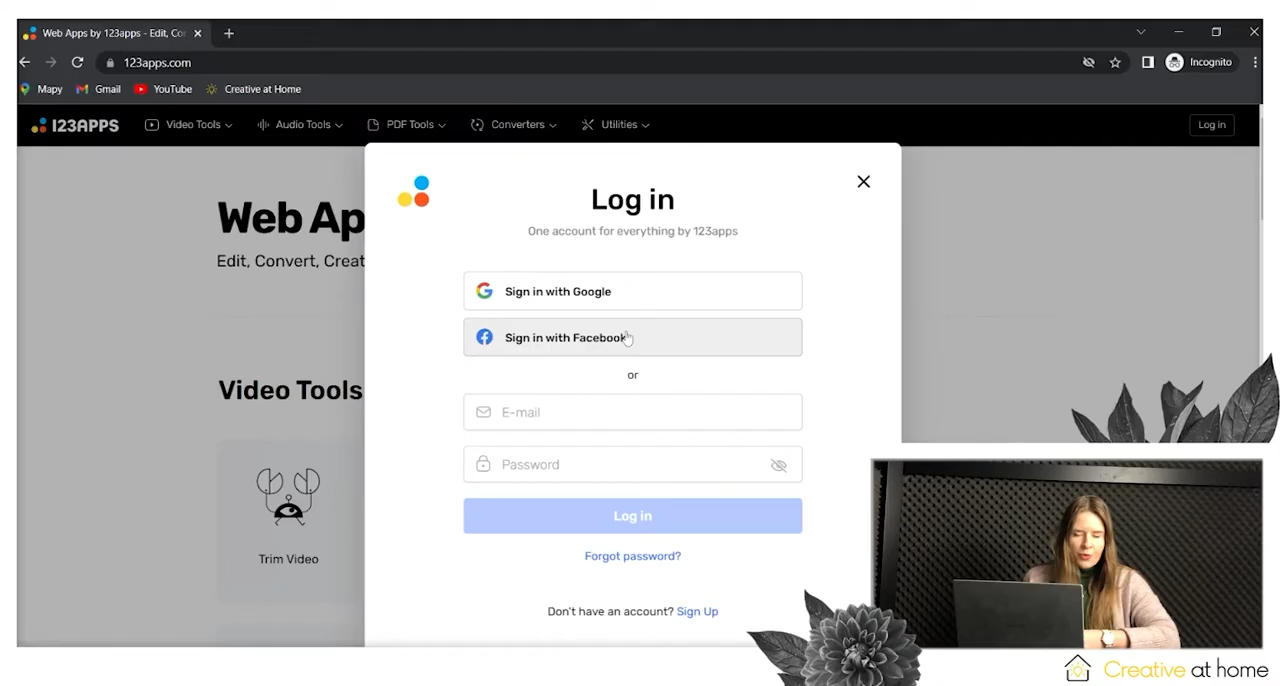 Web Apps by 123apps - Edit, Con
123apps.com
Incognito
Mapy
Gmail
YouTube
Creative at Home
123APPS
Video Tools
Audio Tools
PDF Tools
Converters
Utilities
Log in
Web Ap
Edit, Convert, Creat
Log in
One account for everything by 123apps
Sign in with Google
Sign in with Facebook
or
E-mail
Password
Log in
Forgot password?
Don't have an account? Sign Up
Video Tools
Trim Video
Creative at home